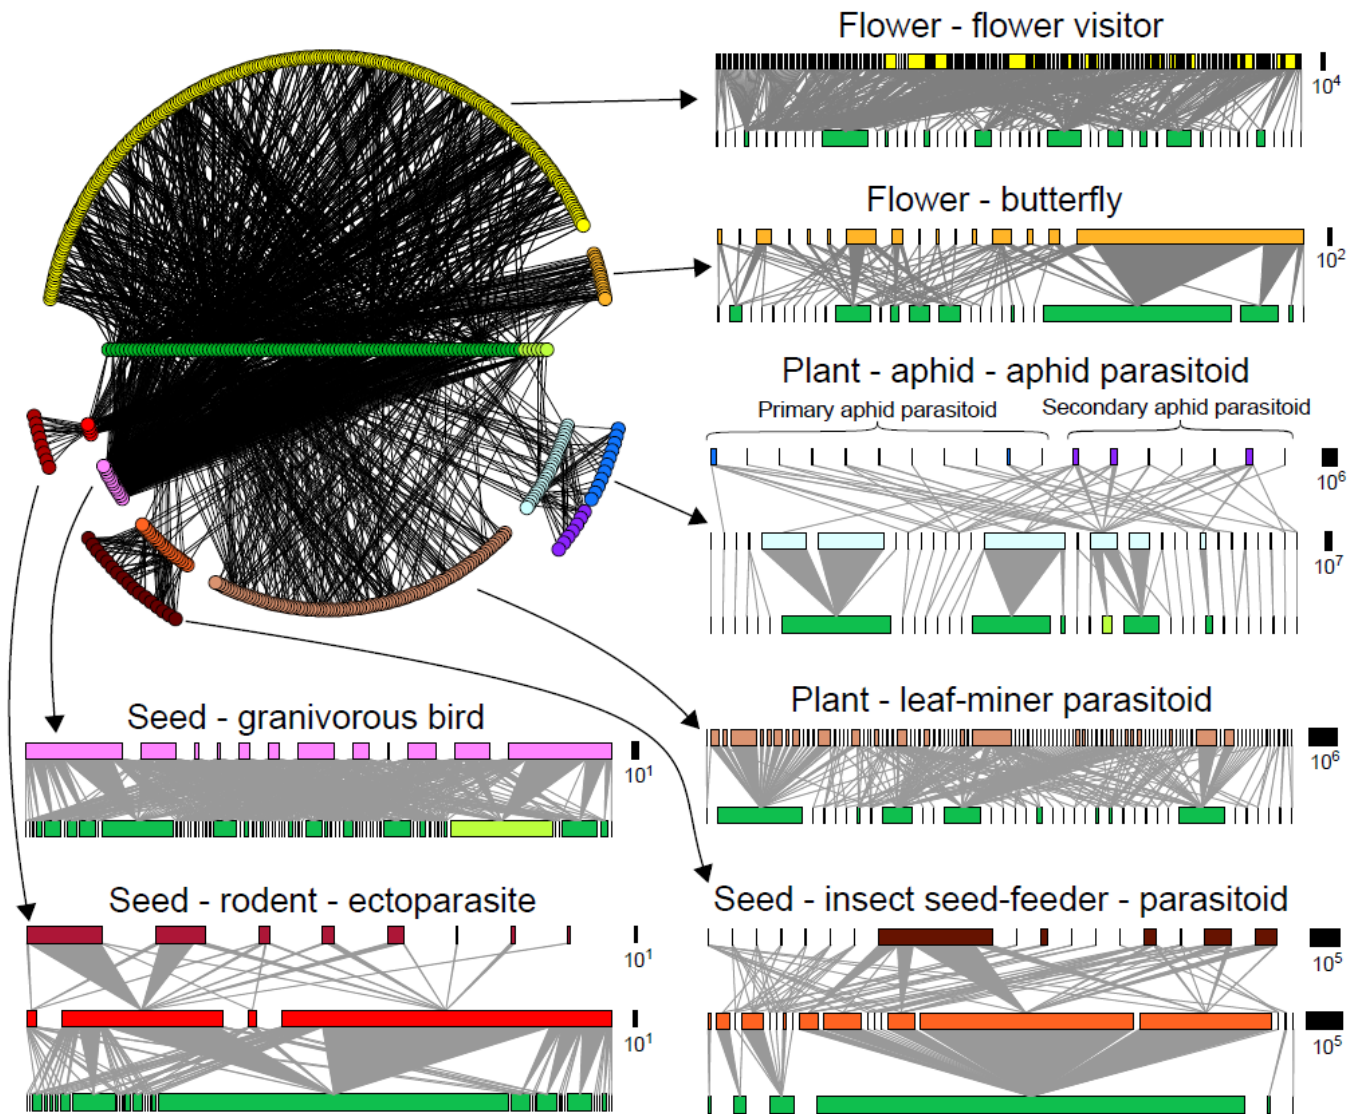 Flower - flower visitor
10⁴
Flower - butterfly
10²
Plant - aphid - aphid parasitoid
Primary aphid parasitoid
Secondary aphid parasitoid
10⁶
10⁷
Plant - leaf-miner parasitoid
10⁶
Seed - granivorous bird
10¹
Seed - rodent - ectoparasite
10¹
10¹
Seed - insect seed-feeder - parasitoid
10⁵
10⁵